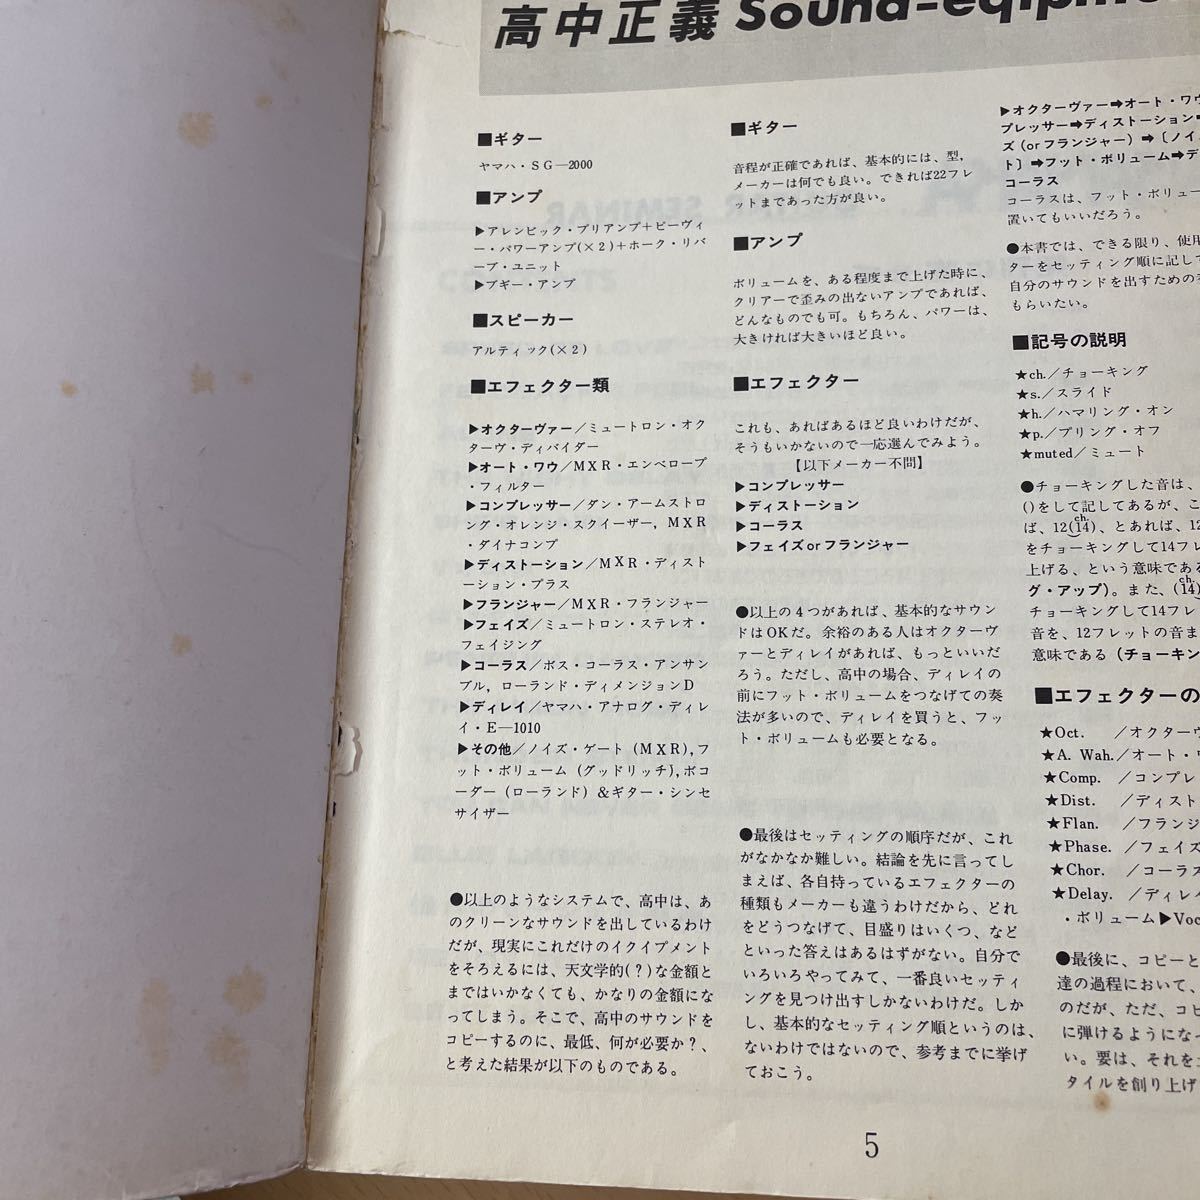 高中正義 Sound-eqipme
■ギター
ヤマハ・SG—2000
■アンプ
▶アレンビック・プリアンプ+ピーヴィ
ー・パワーアンプ(×2)+ホーク・リバ
ーブ・ユニット
▶ブギー・アンプ
■スピーカー
アルティック(×2)
■エフェクター類
▶オクターヴァー/ミュートロン・オク
ターヴ・ディバイダー
▶オート・ワウ/MXR・エンベロープ
・フィルター
▶コンプレッサー/ダン・アームストロ
ング・オレンジ・スクイーザー, MXR
・ダイナコンプ
▶ディストーション/MXR・ディスト
ーション・プラス
▶フランジャー/MXR・フランジャー
▶フェイズ/ミュートロン・ステレオ・
フェイジング
▶コーラス/ボス・コーラス・アンサン
ブル, ローランド・ディメンジョンD
▶ディレイ/ヤマハ・アナログ・ディレ
イ・E—1010
▶その他/ノイズ・ゲート (MXR),フ
ット・ボリューム (グッドリッチ),ボコ
ーダー (ローランド) &ギター・シンセ
サイザー
●以上のようなシステムで、高中は、あ
のクリーンなサウンドを出しているわけ
だが、現実にこれだけのイクイプメント
をそろえるには、天文学的(?)な金額と
まではいかなくても、かなりの金額にな
ってしまう。そこで、高中のサウンドを
コピーするのに、最低、何が必要か?、
と考えた結果が以下のものである。
■ギター
音程が正確であれば、基本的には、型,
メーカーは何でも良い。できれば22フレ
ットまであった方が良い。
■アンプ
ボリュームを、ある程度まで上げた時に、
クリアーで歪みの出ないアンプであれば、
どんなものでも可。もちろん、パワーは、
大きければ大きいほど良い。
■エフェクター
これも、あればあるほど良いわけだが、
そうもいかないので一応選んでみよう。
【以下メーカー不問】
▶コンプレッサー
▶ディストーション
▶コーラス
▶フェイズorフランジャー
●以上の4つがあれば、基本的なサウン
ドはOKだ。余裕のある人はオクターヴ
ァーとディレイがあれば、もっといいだ
ろう。ただし、高中の場合、ディレイの
前にフット・ボリュームをつなげての奏
法が多いので、ディレイを買うと、フッ
ト・ボリュームも必要となる。
●最後はセッティングの順序だが、これ
がなかなか難しい。結論を先に言ってし
まえば、各自持っているエフェクターの
種類もメーカーも違うわけだから、どれ
をどうつなげて、目盛りはいくつ、など
といった答えはあるはずがない。自分で
いろいろやってみて、一番良いセッティ
ングを見つけ出すしかないわけだ。しか
し、基本的なセッティング順というのは、
ないわけではないので、参考までに挙げ
ておこう。
▶オクターヴァー➡オート・ワウ
プレッサー➡ディストーション➡
ズ(orフランジャー) ➡〔ノイ
ト〕➡フット・ボリューム➡デ
コーラス
コーラスは、フット・ボリュー
置いてもいいだろう。
●本書では、できる限り、使用
ターをセッティング順に記して
自分のサウンドを出すための
もらいたい。
■記号の説明
★ch./チョーキング
★s./スライド
★h./ハマリング・オン
★p./プリング・オフ
★muted/ミュート
●チョーキングした音は、
()をして記してあるが、こ
ば、12(14)ch.、とあれば、12
をチョーキングして14フレ
上げる、という意味である
グ・アップ)。また、(14)ch.
チョーキングして14フレ
音を、12フレットの音ま
意味である (チョーキン
■エフェクターの
★Oct. /オクターヴ
★A. Wah./オート・
★Comp. /コンプレ
★Dist. /ディスト
★Flan. /フランジ
★Phase. /フェイズ
★Chor. /コーラス
★Delay. /ディレイ
・ボリューム▶Voc
●最後に、コピーと
達の過程において、
のだが、ただ、コピ
に弾けるようになっ
い。要は、それを
タイルを創り上げ
5